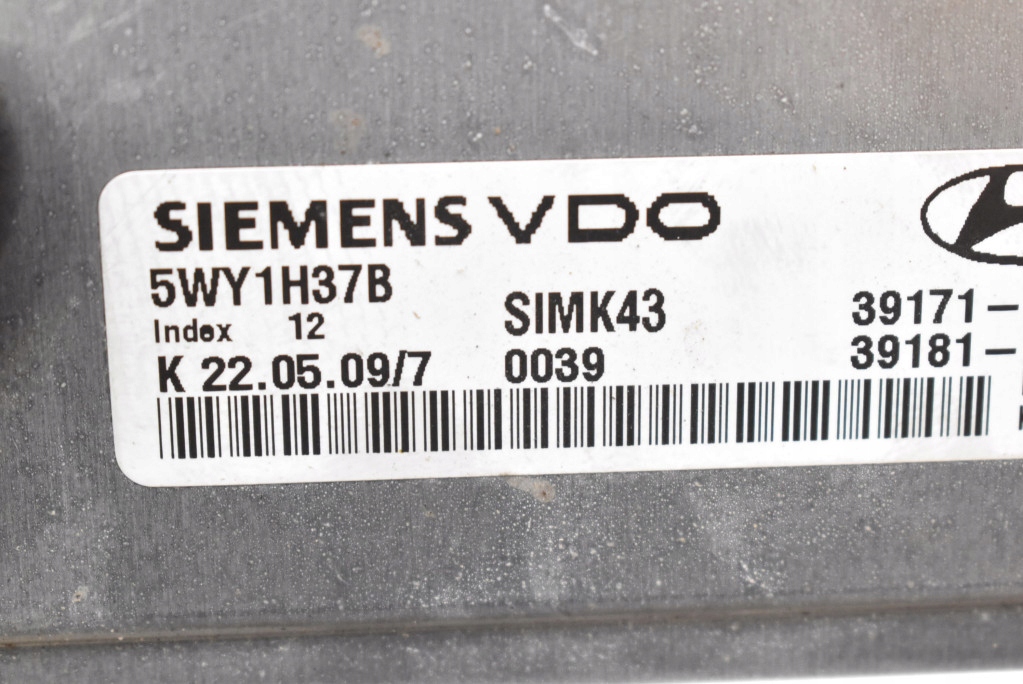 SIEMENS VDO
5WY1H37B
Index 12 SIMK43 39171-
K 22.05.09/7 0039 39181-